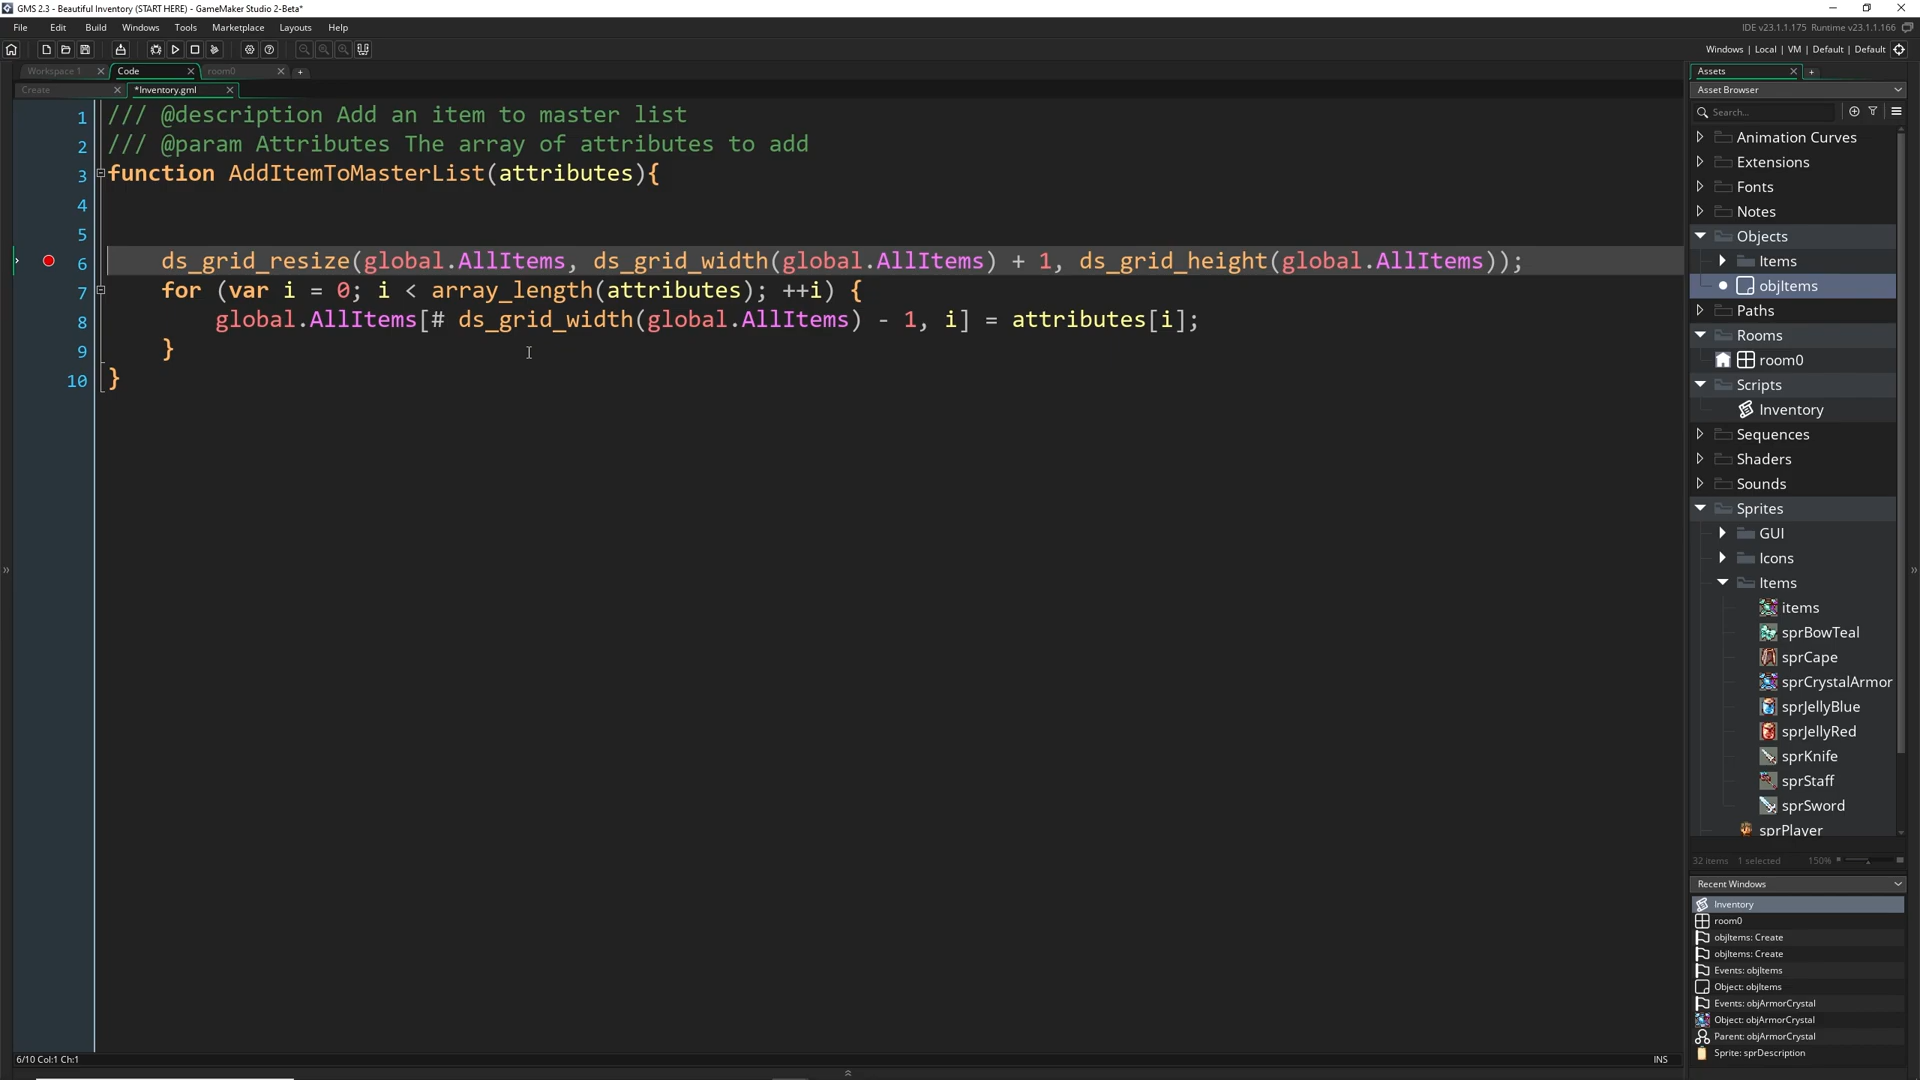 GMS 2.3 - Beautiful Inventory (START HERE) - GameMaker Studio 2-Beta*
File Edit Build Windows Tools Marketplace Layouts Help
IDE v23.1.1.175 Runtime v23.1.1.166
Windows | Local | VM | Default | Default
Workspace 1 Code room0 +
Create *Inventory.gml
1 /// @description Add an item to master list
2 /// @param Attributes The array of attributes to add
3 function AddItemToMasterList(attributes){
4
5
6 ds_grid_resize(global.AllItems, ds_grid_width(global.AllItems) + 1, ds_grid_height(global.AllItems));
7 for (var i = 0; i < array_length(attributes); ++i) {
8 global.AllItems[# ds_grid_width(global.AllItems) - 1, i] = attributes[i];
9 }
10 }
6/10 Col:1 Ch:1
INS
Assets +
Asset Browser
Search...
Animation Curves
Extensions
Fonts
Notes
Objects
Items
objItems
Paths
Rooms
room0
Scripts
Inventory
Sequences
Shaders
Sounds
Sprites
GUI
Icons
Items
items
sprBowTeal
sprCape
sprCrystalArmor
sprJellyBlue
sprJellyRed
sprKnife
sprStaff
sprSword
sprPlayer
32 items 1 selected 150%
Recent Windows
Inventory
room0
objItems: Create
objItems: Create
Events: objItems
Object: objItems
Events: objArmorCrystal
Object: objArmorCrystal
Parent: objArmorCrystal
Sprite: sprDescription